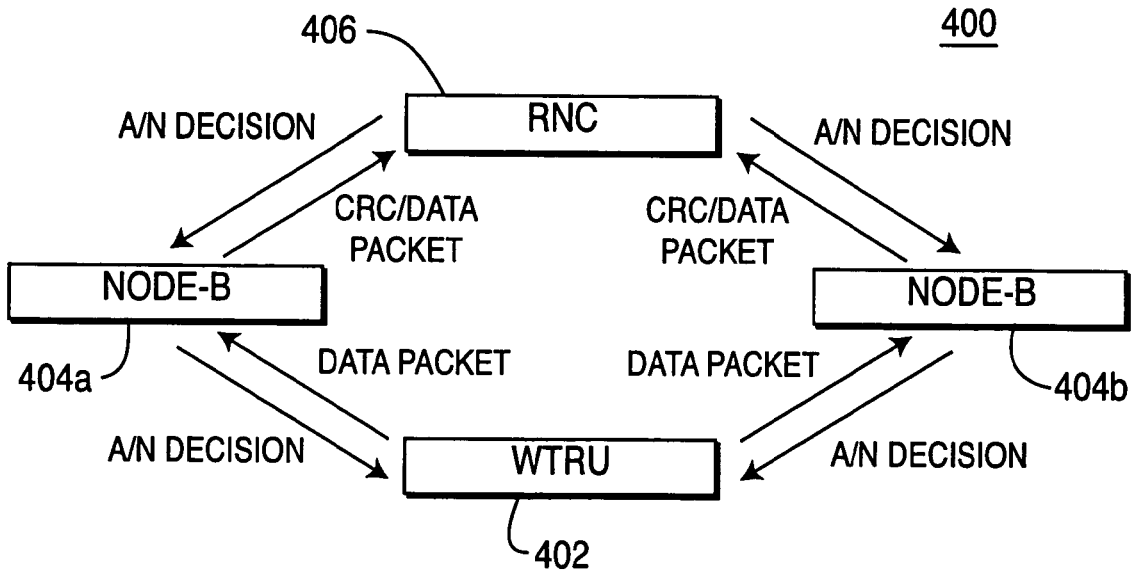 400
406
RNC
A/N DECISION
A/N DECISION
CRC/DATA
PACKET
CRC/DATA
PACKET
NODE-B
NODE-B
404a
DATA PACKET
DATA PACKET
404b
A/N DECISION
A/N DECISION
WTRU
402